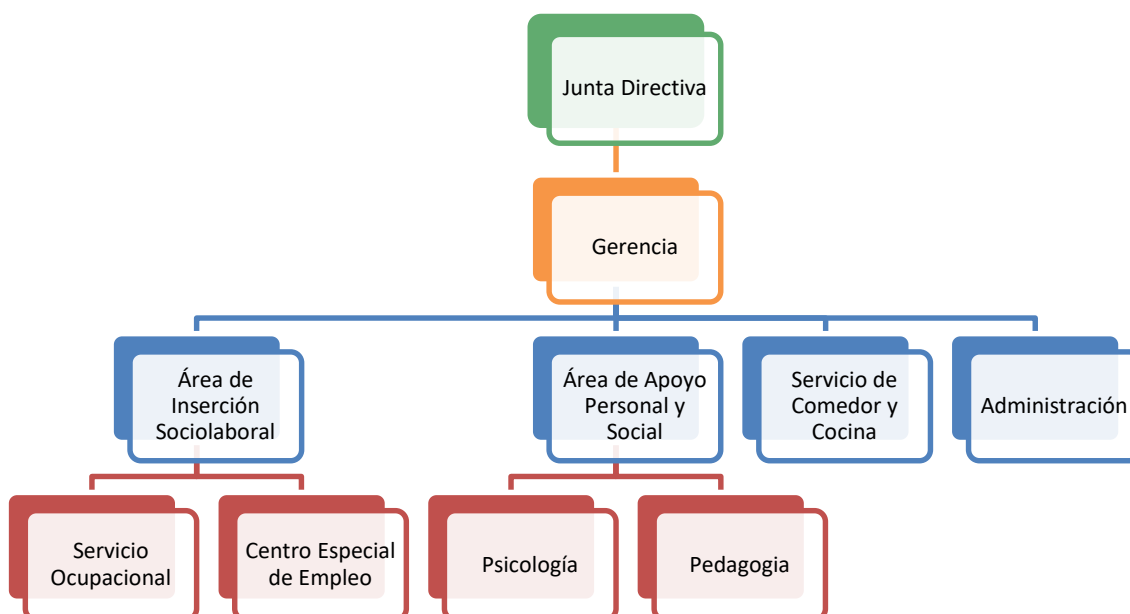 Junta Directiva
Gerencia
Área de
Inserción
Sociolaboral
Área de Apoyo
Personal y
Social
Servicio de
Comedor y
Cocina
Administración
Servicio
Ocupacional
Centro Especial
de Empleo
Psicología
Pedagogia